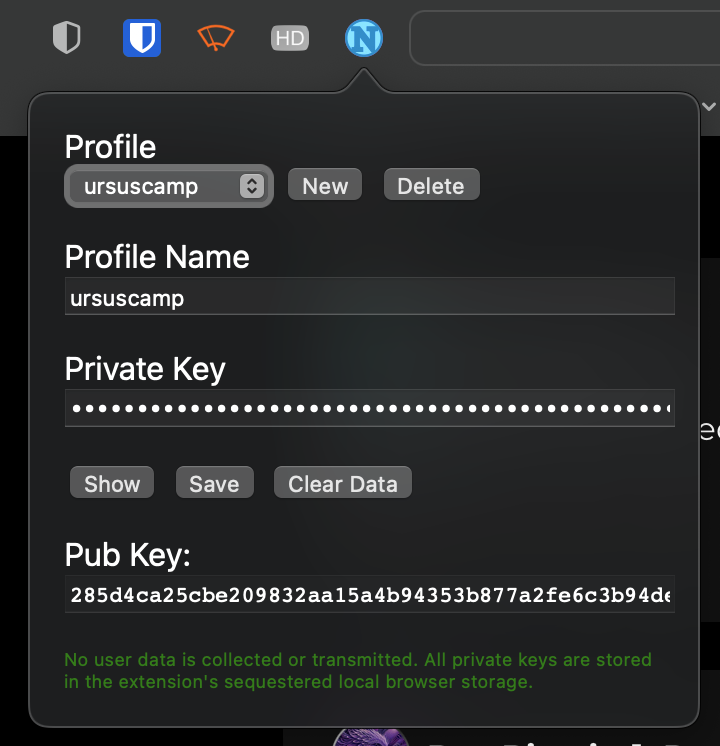 HD
N
Profile
ursuscamp
New
Delete
Profile Name
ursuscamp
Private Key
Show
Save
Clear Data
Pub Key:
285d4ca25cbe209832aa15a4b94353b877a2fe6c3b94de
No user data is collected or transmitted. All private keys are stored
in the extension's sequestered local browser storage.